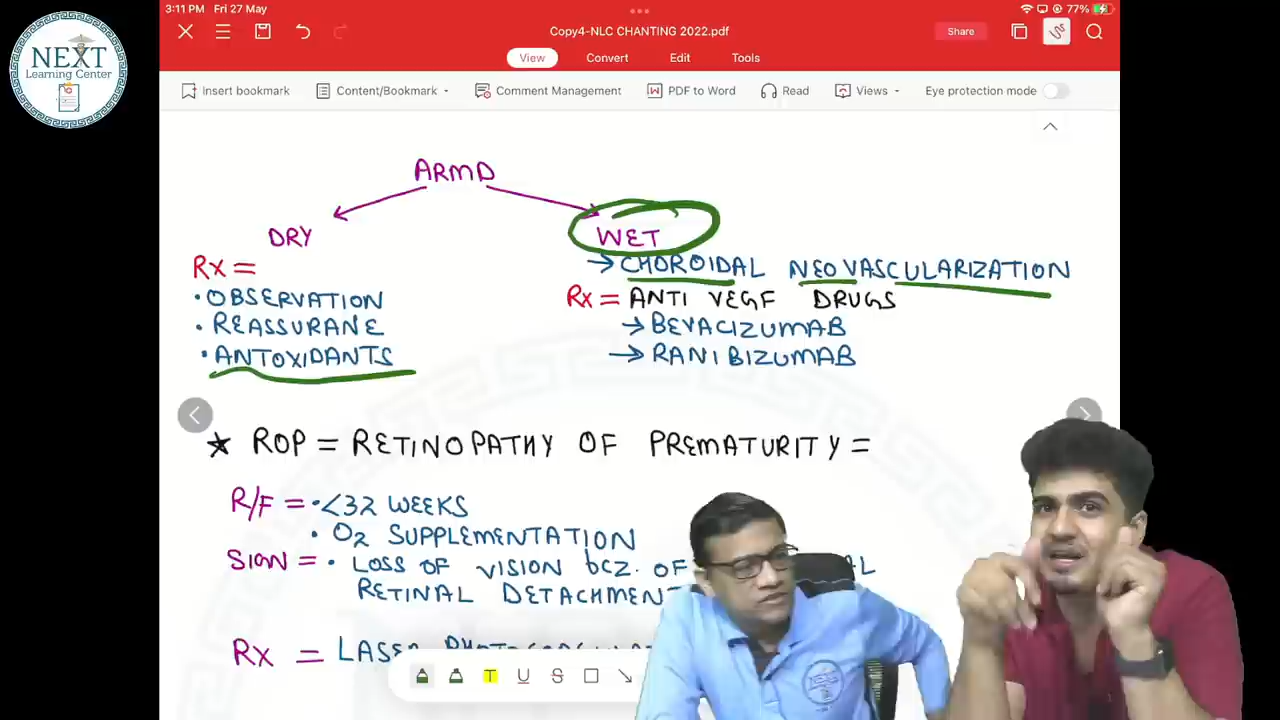 3:11 PM Fri 27 May
77%
NEXT
Learning Center
Copy4-NLC CHANTING 2022.pdf
Share
View
Convert
Edit
Tools
Insert bookmark
Content/Bookmark
Comment Management
PDF to Word
Read
Views
Eye protection mode
ARMD
DRY
WET
Rx =
• OBSERVATION
• REASSURANE
• ANTOXIDANTS
→ CHOROIDAL NEOVASCULARIZATION
Rx = ANTI VEGF DRUGS
→ BEVACIZUMAB
→ RANIBIZUMAB
★ ROP = RETINOPATHY OF PREMATURITY =
R/F = • <32 WEEKS
• O2 SUPPLEMENTATION
SIGN = • LOSS OF VISION bcz. OF
RETINAL DETACHMENT
Rx = LASER
T U S